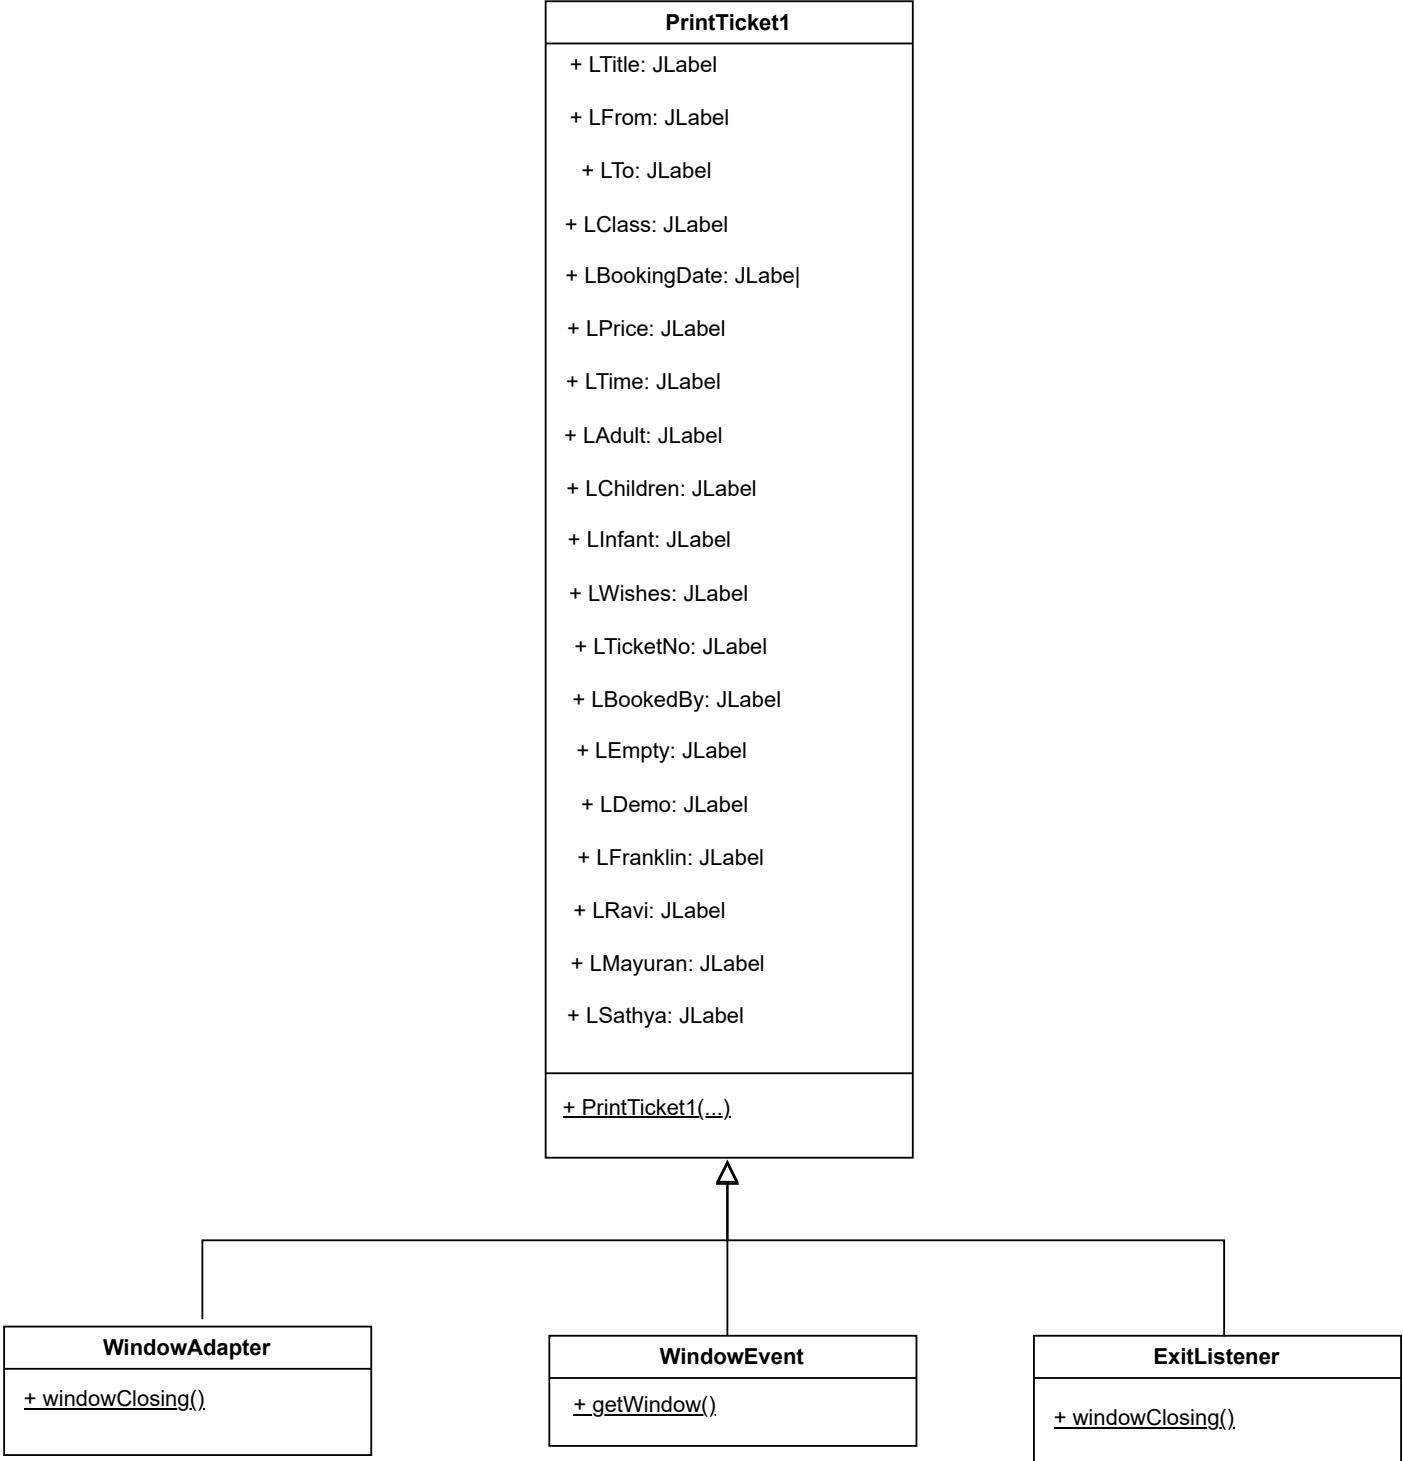 PrintTicket1
+ LTitle: JLabel
+ LFrom: JLabel
+ LTo: JLabel
+ LClass: JLabel
+ LBookingDate: JLabe|
+ LPrice: JLabel
+ LTime: JLabel
+ LAdult: JLabel
+ LChildren: JLabel
+ LInfant: JLabel
+ LWishes: JLabel
+ LTicketNo: JLabel
+ LBookedBy: JLabel
+ LEmpty: JLabel
+ LDemo: JLabel
+ LFranklin: JLabel
+ LRavi: JLabel
+ LMayuran: JLabel
+ LSathya: JLabel
+ PrintTicket1(...)
WindowAdapter
+ windowClosing()
WindowEvent
+ getWindow()
ExitListener
+ windowClosing()